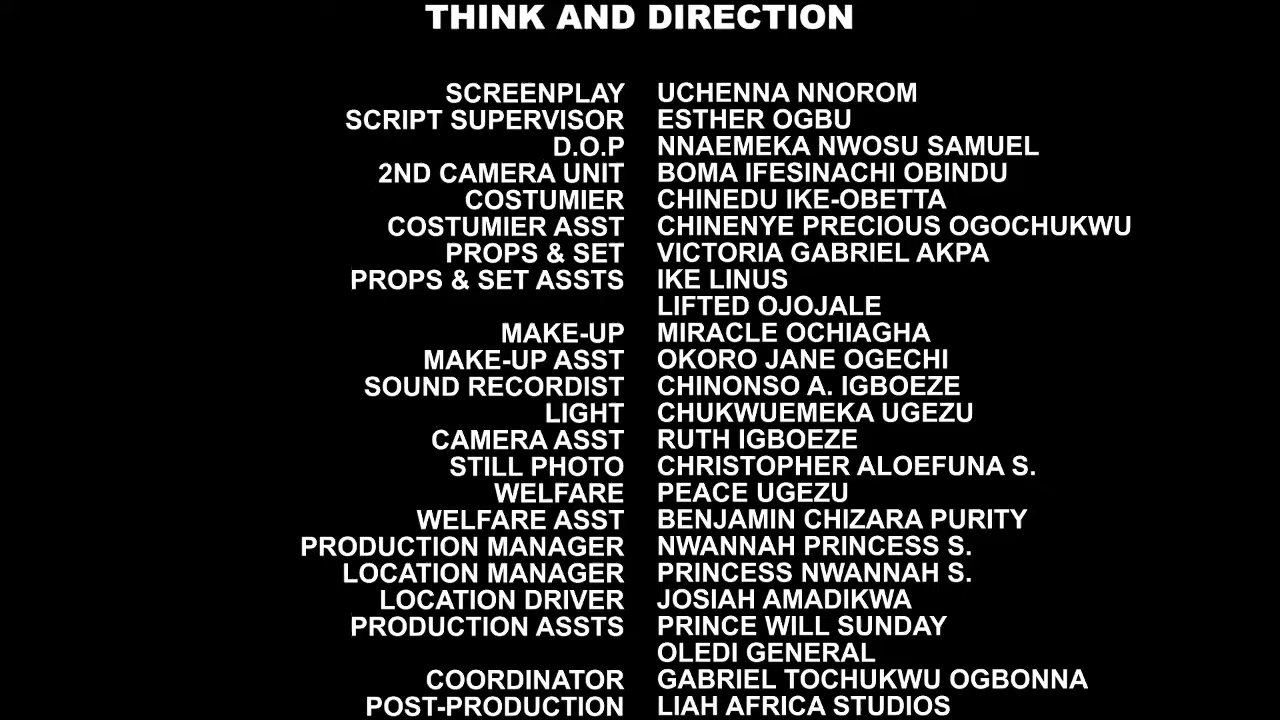 THINK AND DIRECTION
SCREENPLAY UCHENNA NNOROM
SCRIPT SUPERVISOR ESTHER OGBU
D.O.P NNAEMEKA NWOSU SAMUEL
2ND CAMERA UNIT BOMA IFESINACHI OBINDU
COSTUMIER CHINEDU IKE-OBETTA
COSTUMIER ASST CHINENYE PRECIOUS OGOCHUKWU
PROPS & SET VICTORIA GABRIEL AKPA
PROPS & SET ASSTS IKE LINUS
LIFTED OJOJALE
MAKE-UP MIRACLE OCHIAGHA
MAKE-UP ASST OKORO JANE OGECHI
SOUND RECORDIST CHINONSO A. IGBOEZE
LIGHT CHUKWUEMEKA UGEZU
CAMERA ASST RUTH IGBOEZE
STILL PHOTO CHRISTOPHER ALOEFUNA S.
WELFARE PEACE UGEZU
WELFARE ASST BENJAMIN CHIZARA PURITY
PRODUCTION MANAGER NWANNAH PRINCESS S.
LOCATION MANAGER PRINCESS NWANNAH S.
LOCATION DRIVER JOSIAH AMADIKWA
PRODUCTION ASSTS PRINCE WILL SUNDAY
OLEDI GENERAL
COORDINATOR GABRIEL TOCHUKWU OGBONNA
POST-PRODUCTION LIAH AFRICA STUDIOS